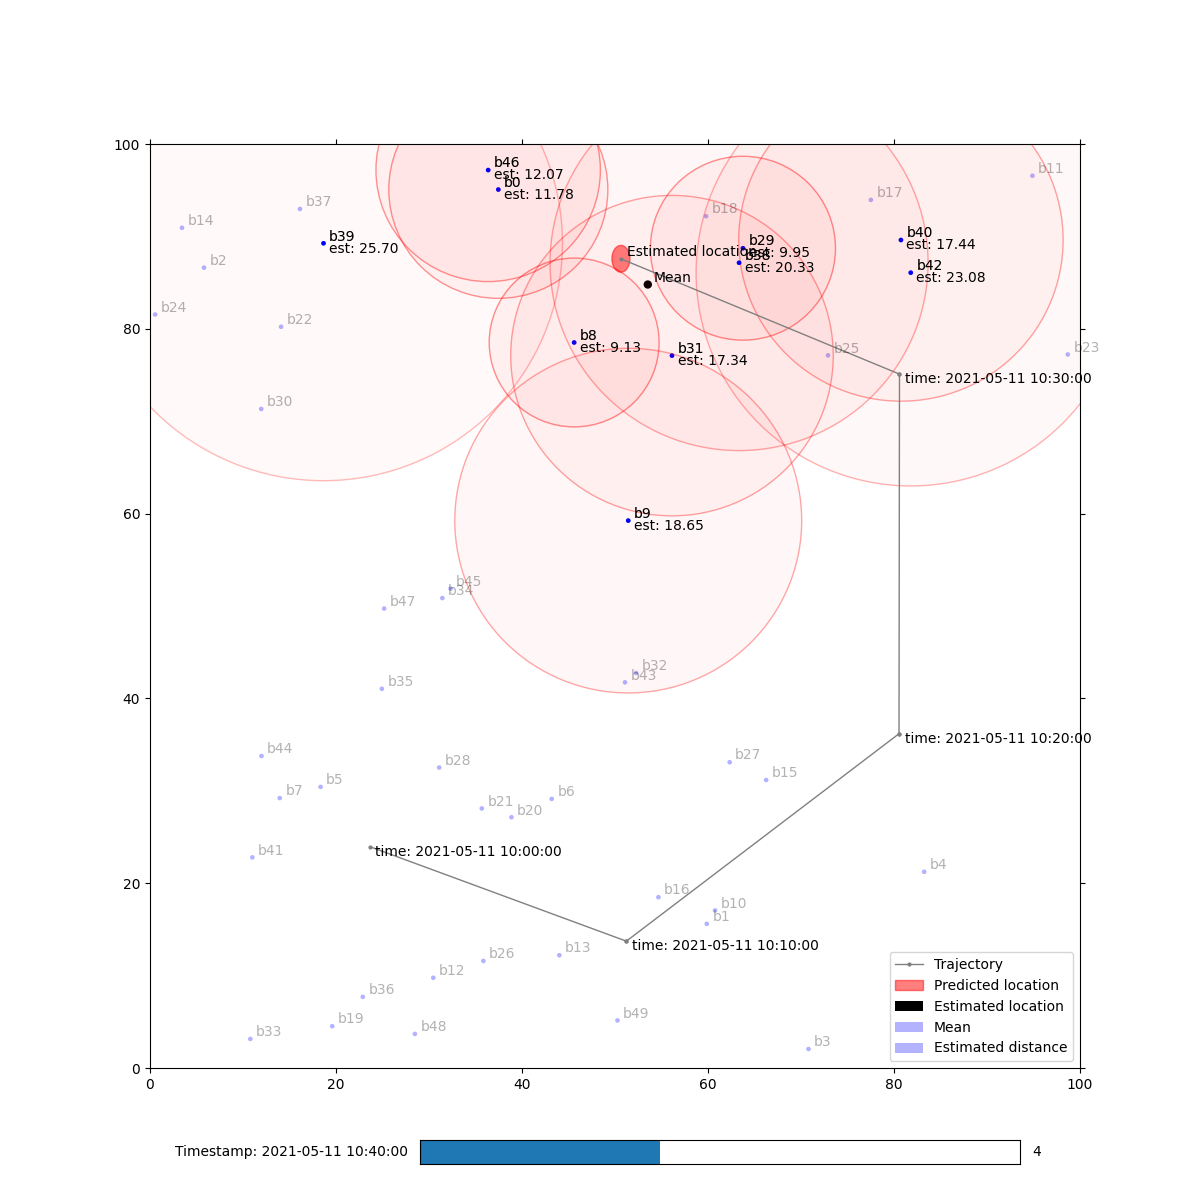 100
80
60
40
20
0
0
20
40
60
80
100
b46
est: 12.07
b0
est: 11.78
b11
b17
b37
b18
b14
b39
est: 25.70
b29
est: 9.95
b38
est: 20.33
b40
est: 17.44
Estimated location
b2
b42
est: 23.08
Mean
b24
b22
b8
est: 9.13
b31
est: 17.34
b25
b23
time: 2021-05-11 10:30:00
b30
b9
est: 18.65
b45
b34
b47
b32
b43
b35
time: 2021-05-11 10:20:00
b44
b28
b27
b15
b5
b7
b21
b6
b20
b41
time: 2021-05-11 10:00:00
b4
b16
b10
b1
time: 2021-05-11 10:10:00
b13
b26
b12
b36
b19
b48
b33
b49
b3
Trajectory
Predicted location
Estimated location
Mean
Estimated distance
Timestamp: 2021-05-11 10:40:00
4